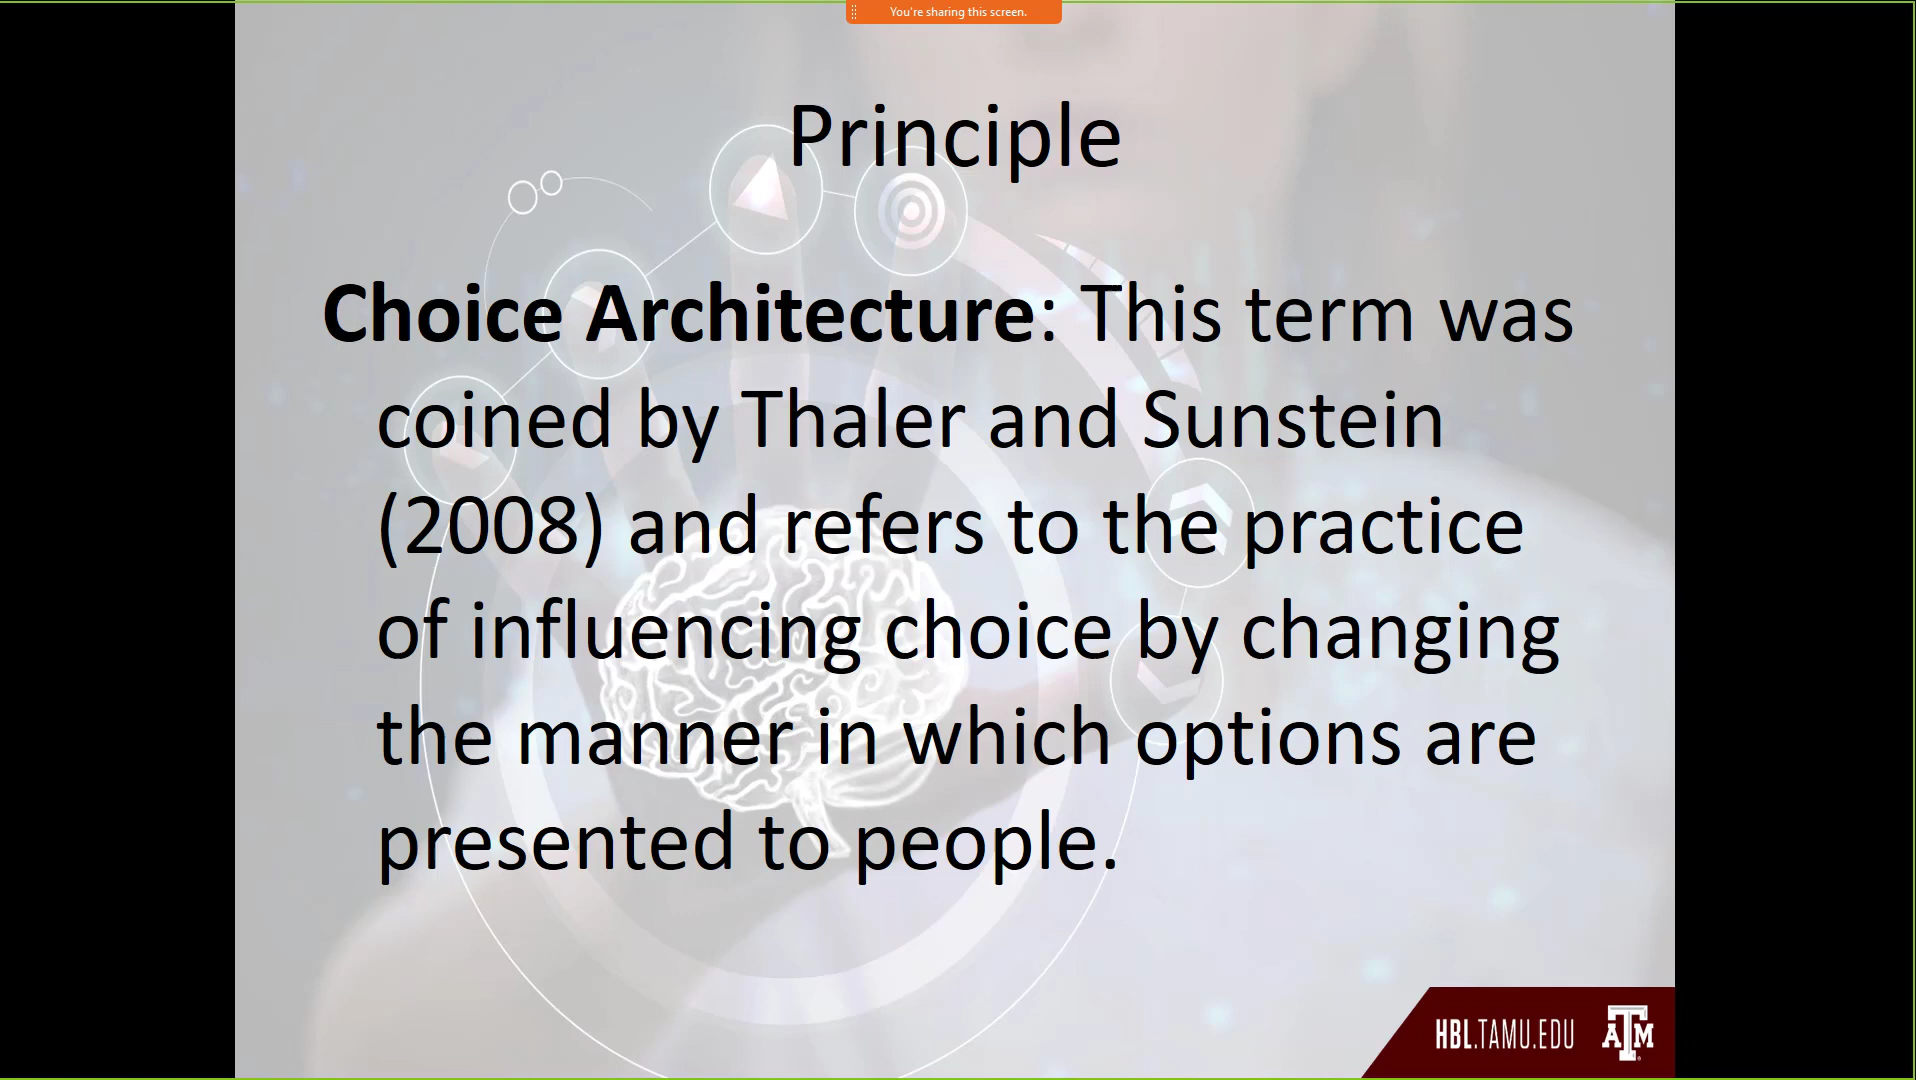 You're sharing this screen.
Principle
Choice Architecture: This term was
coined by Thaler and Sunstein
(2008) and refers to the practice
of influencing choice by changing
the manner in which options are
presented to people.
HBL.TAMU.EDU ATM